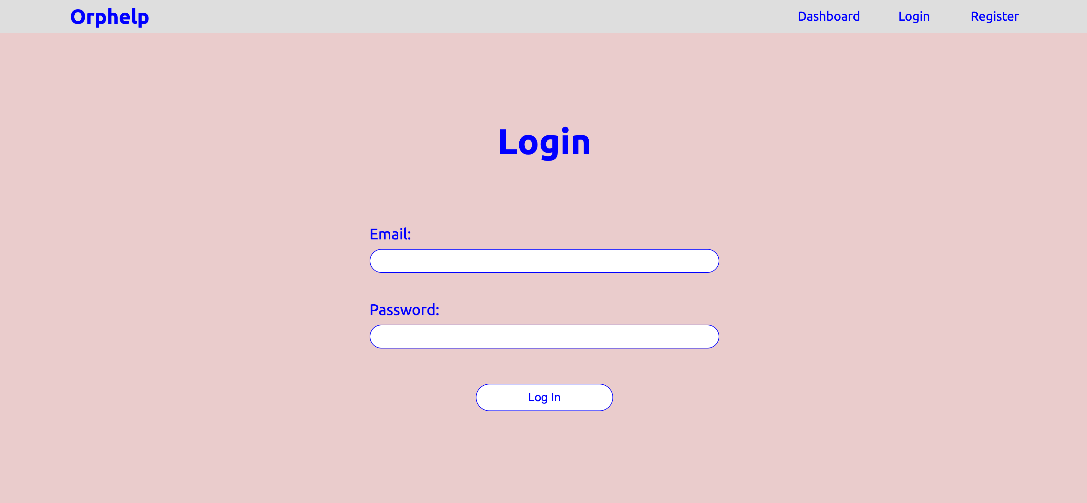 Orphelp Dashboard Login Register
Login
Email:
Password:
Log In